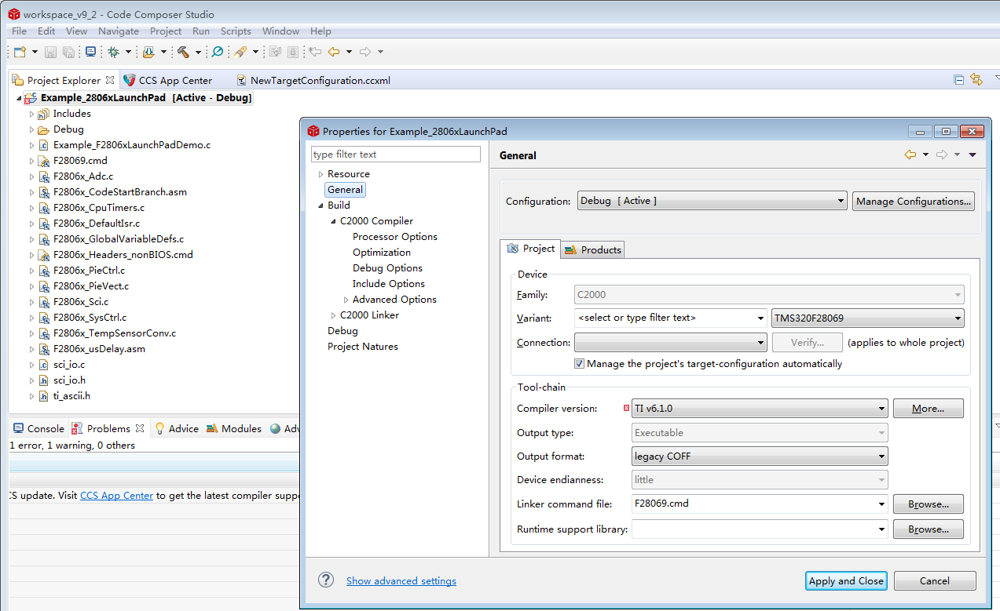 workspace_v9_2 - Code Composer Studio
File Edit View Navigate Project Run Scripts Window Help
Project Explorer CCS App Center NewTargetConfiguration.ccxml
Example_2806xLaunchPad [Active - Debug]
Includes
Debug
Example_F2806xLaunchPadDemo.c
F28069.cmd
F2806x_Adc.c
F2806x_CodeStartBranch.asm
F2806x_CpuTimers.c
F2806x_DefaultIsr.c
F2806x_GlobalVariableDefs.c
F2806x_Headers_nonBIOS.cmd
F2806x_PieCtrl.c
F2806x_PieVect.c
F2806x_Sci.c
F2806x_SysCtrl.c
F2806x_TempSensorConv.c
F2806x_usDelay.asm
sci_io.c
sci_io.h
ti_ascii.h
Console Problems Advice Modules Adv
1 error, 1 warning, 0 others
CS update. Visit CCS App Center to get the latest compiler suppo
Properties for Example_2806xLaunchPad
type filter text
Resource
General
Build
C2000 Compiler
Processor Options
Optimization
Debug Options
Include Options
Advanced Options
C2000 Linker
Debug
Project Natures
General
Configuration: Debug [ Active ] Manage Configurations...
Project Products
Device
Family: C2000
Variant: <select or type filter text> TMS320F28069
Connection: Verify... (applies to whole project)
Manage the project's target-configuration automatically
Tool-chain
Compiler version: TI v6.1.0 More...
Output type: Executable
Output format: legacy COFF
Device endianness: little
Linker command file: F28069.cmd Browse...
Runtime support library: Browse...
Show advanced settings Apply and Close Cancel